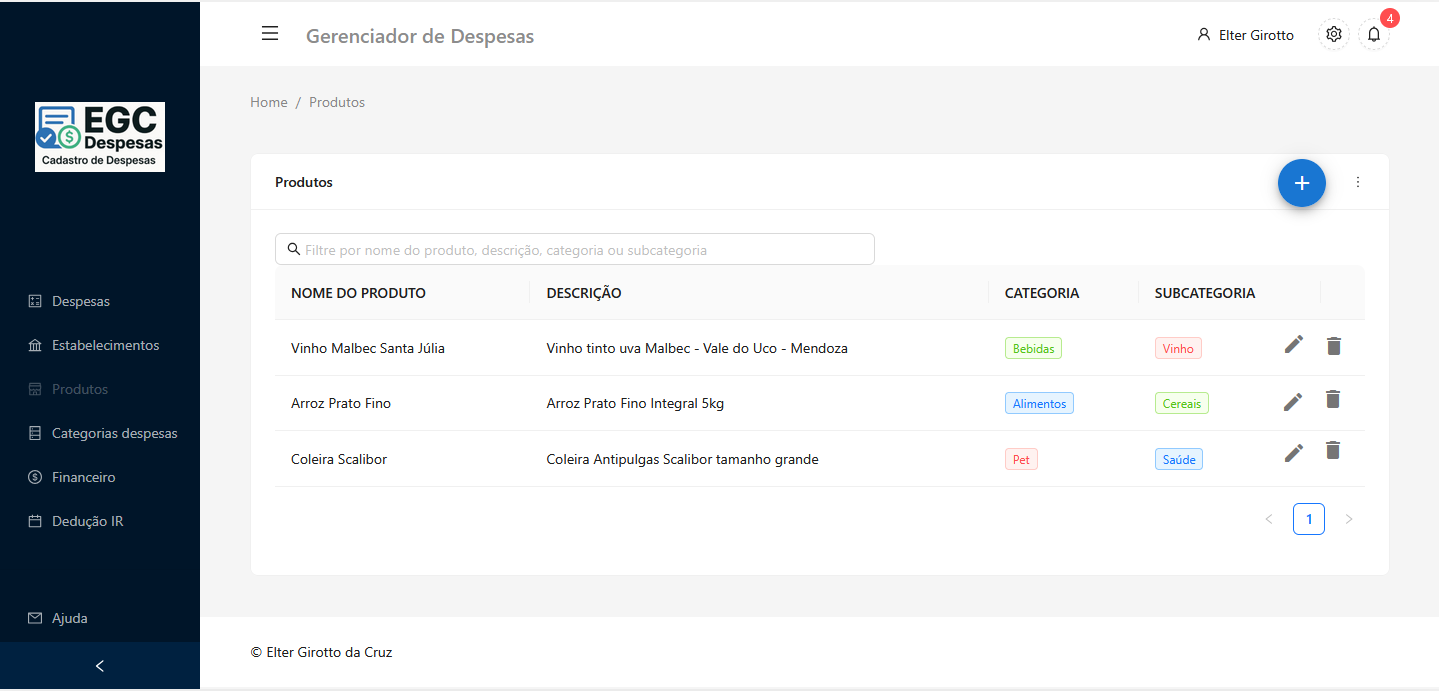 Gerenciador de Despesas
Elter Girotto
4
EGC
Despesas
Cadastro de Despesas
Home / Produtos
Produtos
Filtre por nome do produto, descrição, categoria ou subcategoria
NOME DO PRODUTO DESCRIÇÃO CATEGORIA SUBCATEGORIA
Vinho Malbec Santa Júlia Vinho tinto uva Malbec - Vale do Uco - Mendoza Bebidas Vinho
Arroz Prato Fino Arroz Prato Fino Integral 5kg Alimentos Cereais
Coleira Scalibor Coleira Antipulgas Scalibor tamanho grande Pet Saúde
1
Despesas
Estabelecimentos
Produtos
Categorias despesas
Financeiro
Dedução IR
Ajuda
© Elter Girotto da Cruz